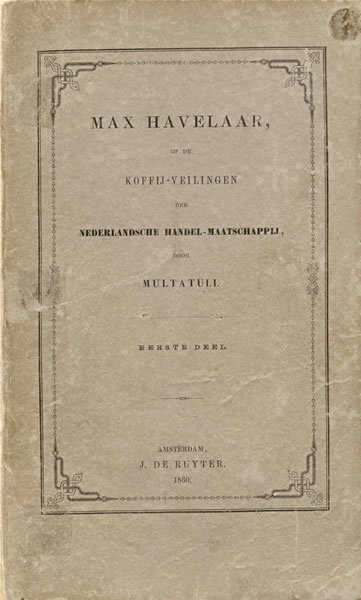 MAX HAVELAAR,
OF DE
KOFFIJ-VEILINGEN
DER
NEDERLANDSCHE HANDEL-MAATSCHAPPIJ,
DOOR
MULTATULI.
EERSTE DEEL.
AMSTERDAM,
J. DE RUYTER.
1860.